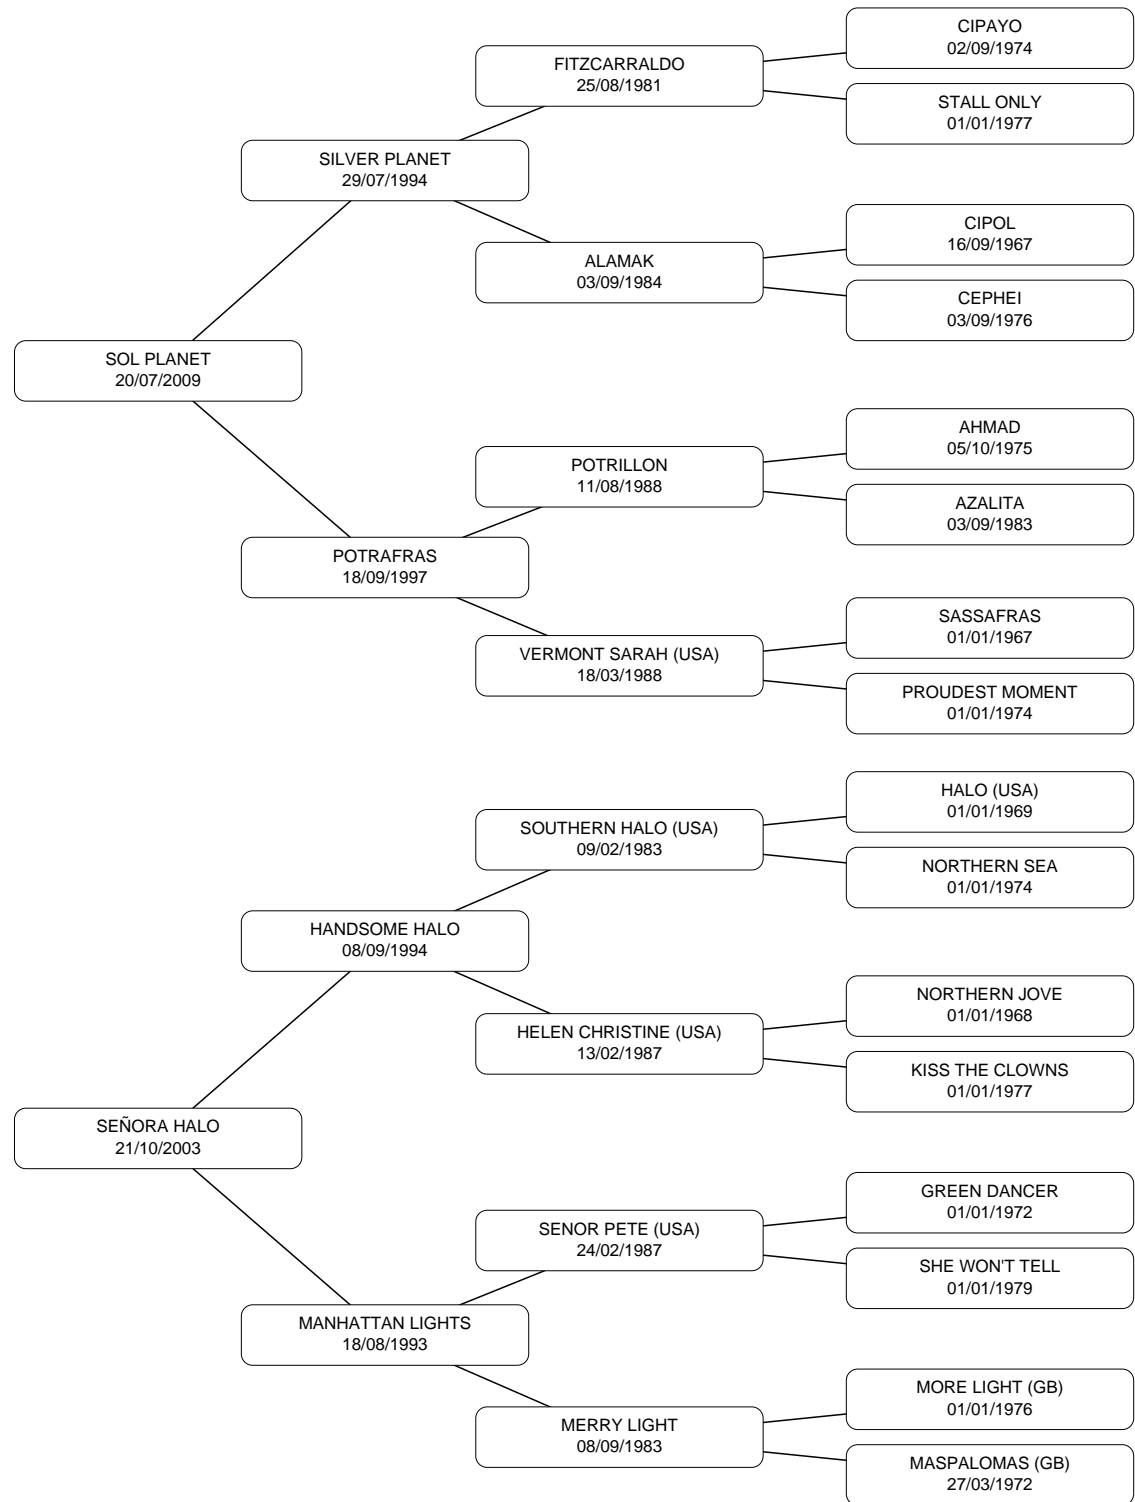 CIPAYO
02/09/1974
FITZCARRALDO
25/08/1981
STALL ONLY
01/01/1977
SILVER PLANET
29/07/1994
CIPOL
16/09/1967
ALAMAK
03/09/1984
CEPHEI
03/09/1976
SOL PLANET
20/07/2009
AHMAD
05/10/1975
POTRILLON
11/08/1988
AZALITA
03/09/1983
POTRAFRAS
18/09/1997
SASSAFRAS
01/01/1967
VERMONT SARAH (USA)
18/03/1988
PROUDEST MOMENT
01/01/1974
HALO (USA)
01/01/1969
SOUTHERN HALO (USA)
09/02/1983
NORTHERN SEA
01/01/1974
HANDSOME HALO
08/09/1994
NORTHERN JOVE
01/01/1968
HELEN CHRISTINE (USA)
13/02/1987
KISS THE CLOWNS
01/01/1977
SEÑORA HALO
21/10/2003
GREEN DANCER
01/01/1972
SENOR PETE (USA)
24/02/1987
SHE WON'T TELL
01/01/1979
MANHATTAN LIGHTS
18/08/1993
MORE LIGHT (GB)
01/01/1976
MERRY LIGHT
08/09/1983
MASPALOMAS (GB)
27/03/1972